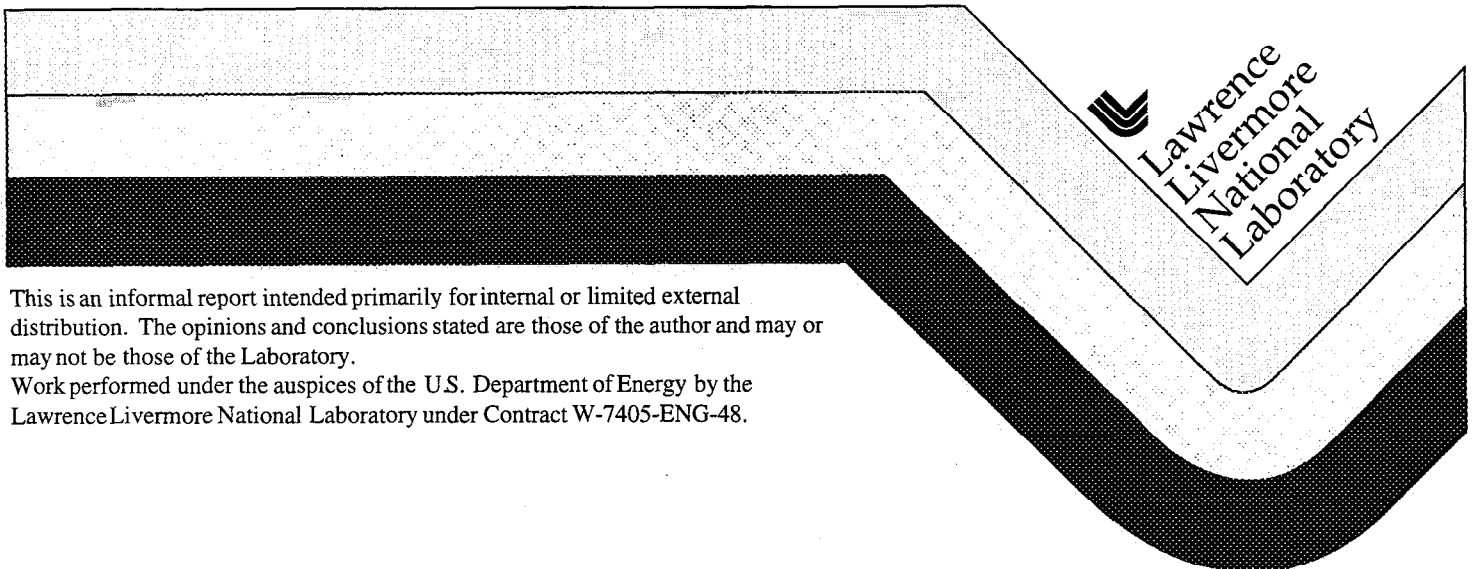 Lawrence
Livermore
National
Laboratory
This is an informal report intended primarily for internal or limited external
distribution. The opinions and conclusions stated are those of the author and may or
may not be those of the Laboratory.
Work performed under the auspices of the U.S. Department of Energy by the
Lawrence Livermore National Laboratory under Contract W-7405-ENG-48.